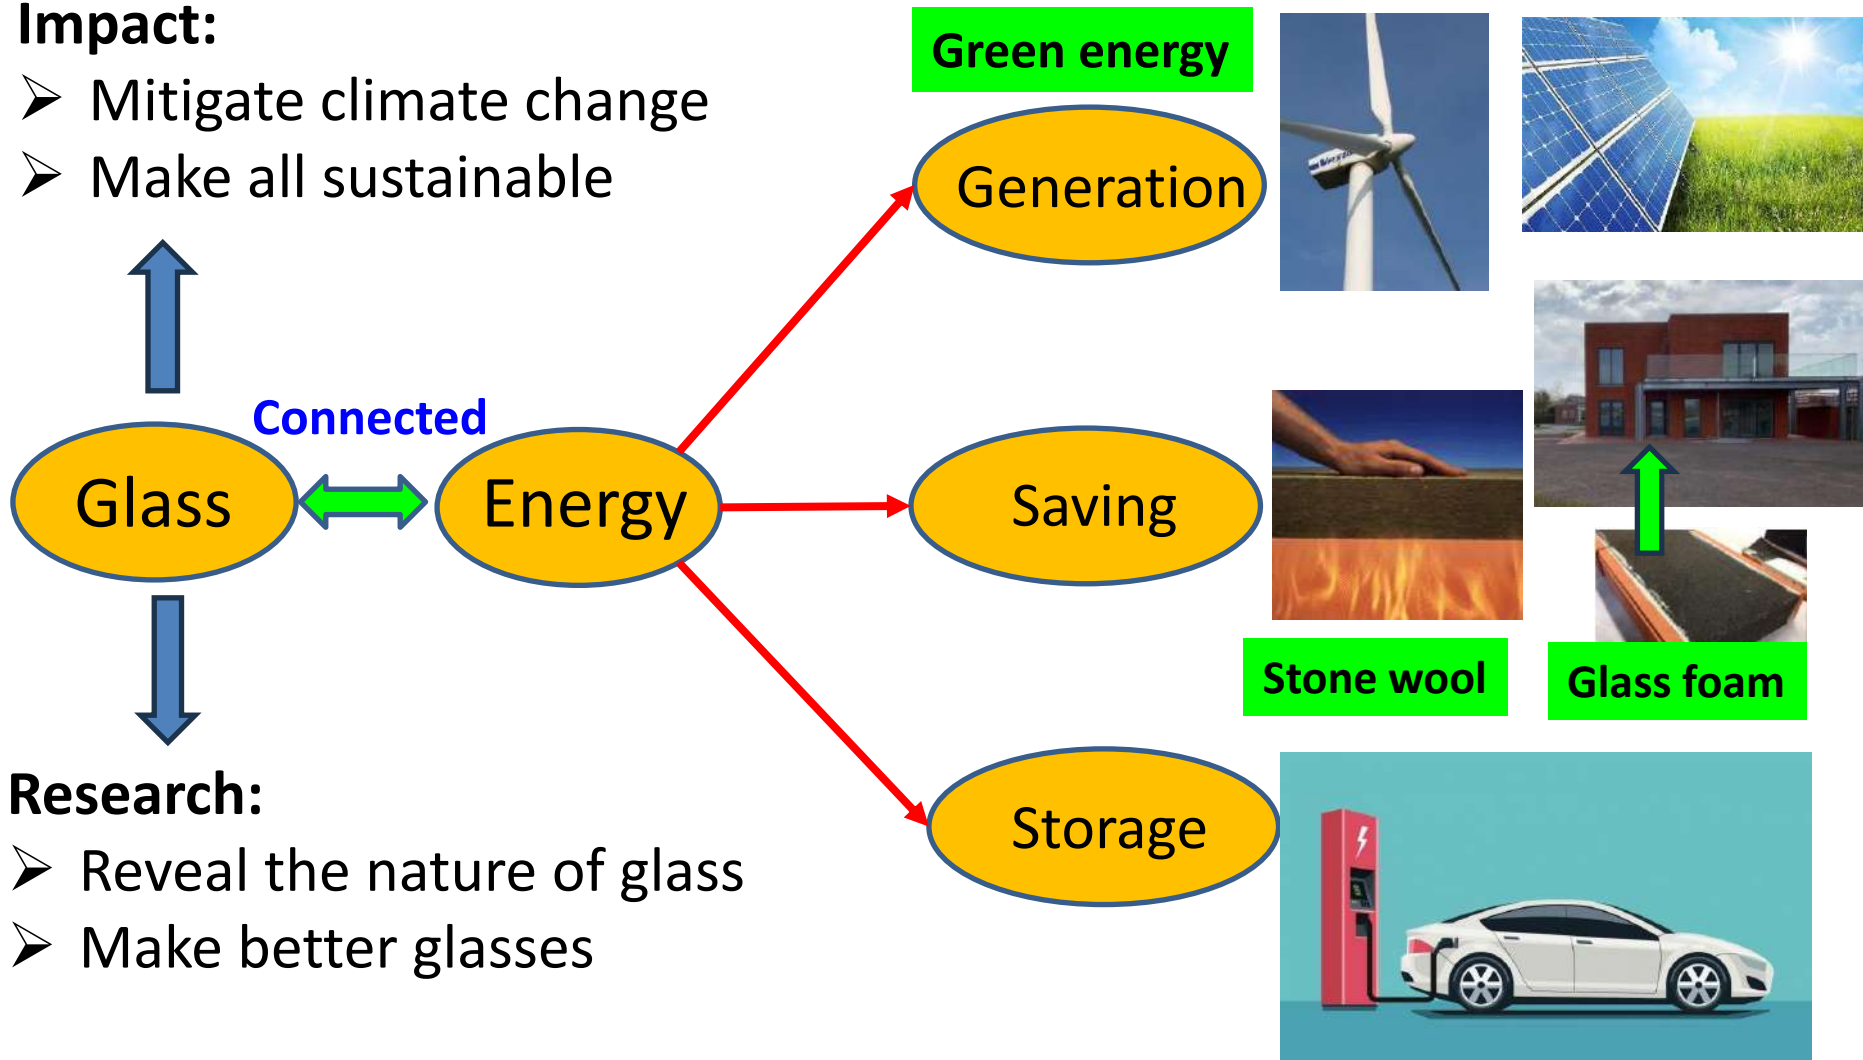 Impact:
➢ Mitigate climate change
➢ Make all sustainable
Green energy
Generation
Connected
Glass
Energy
Saving
Stone wool
Glass foam
Storage
Research:
➢ Reveal the nature of glass
➢ Make better glasses